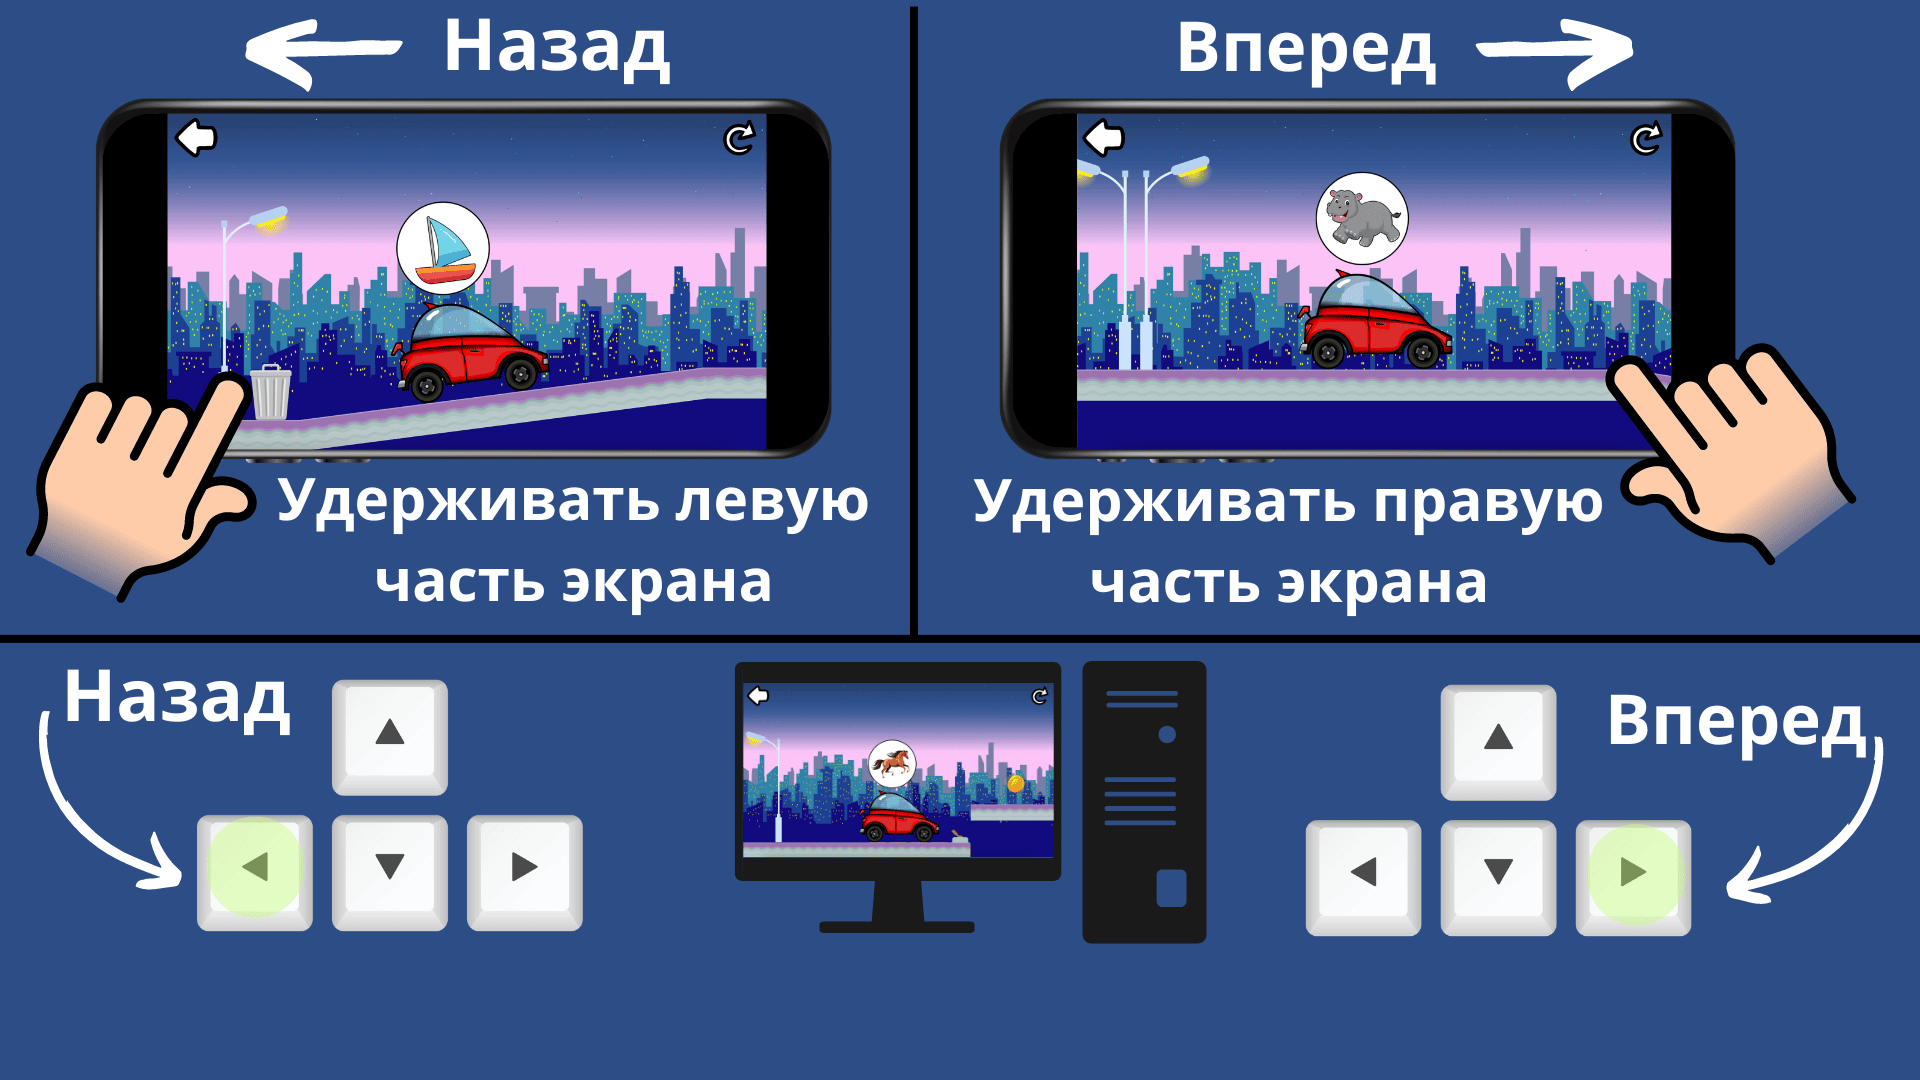 Назад
Вперед
Удерживать левую
часть экрана
Удерживать правую
часть экрана
Назад
Вперед